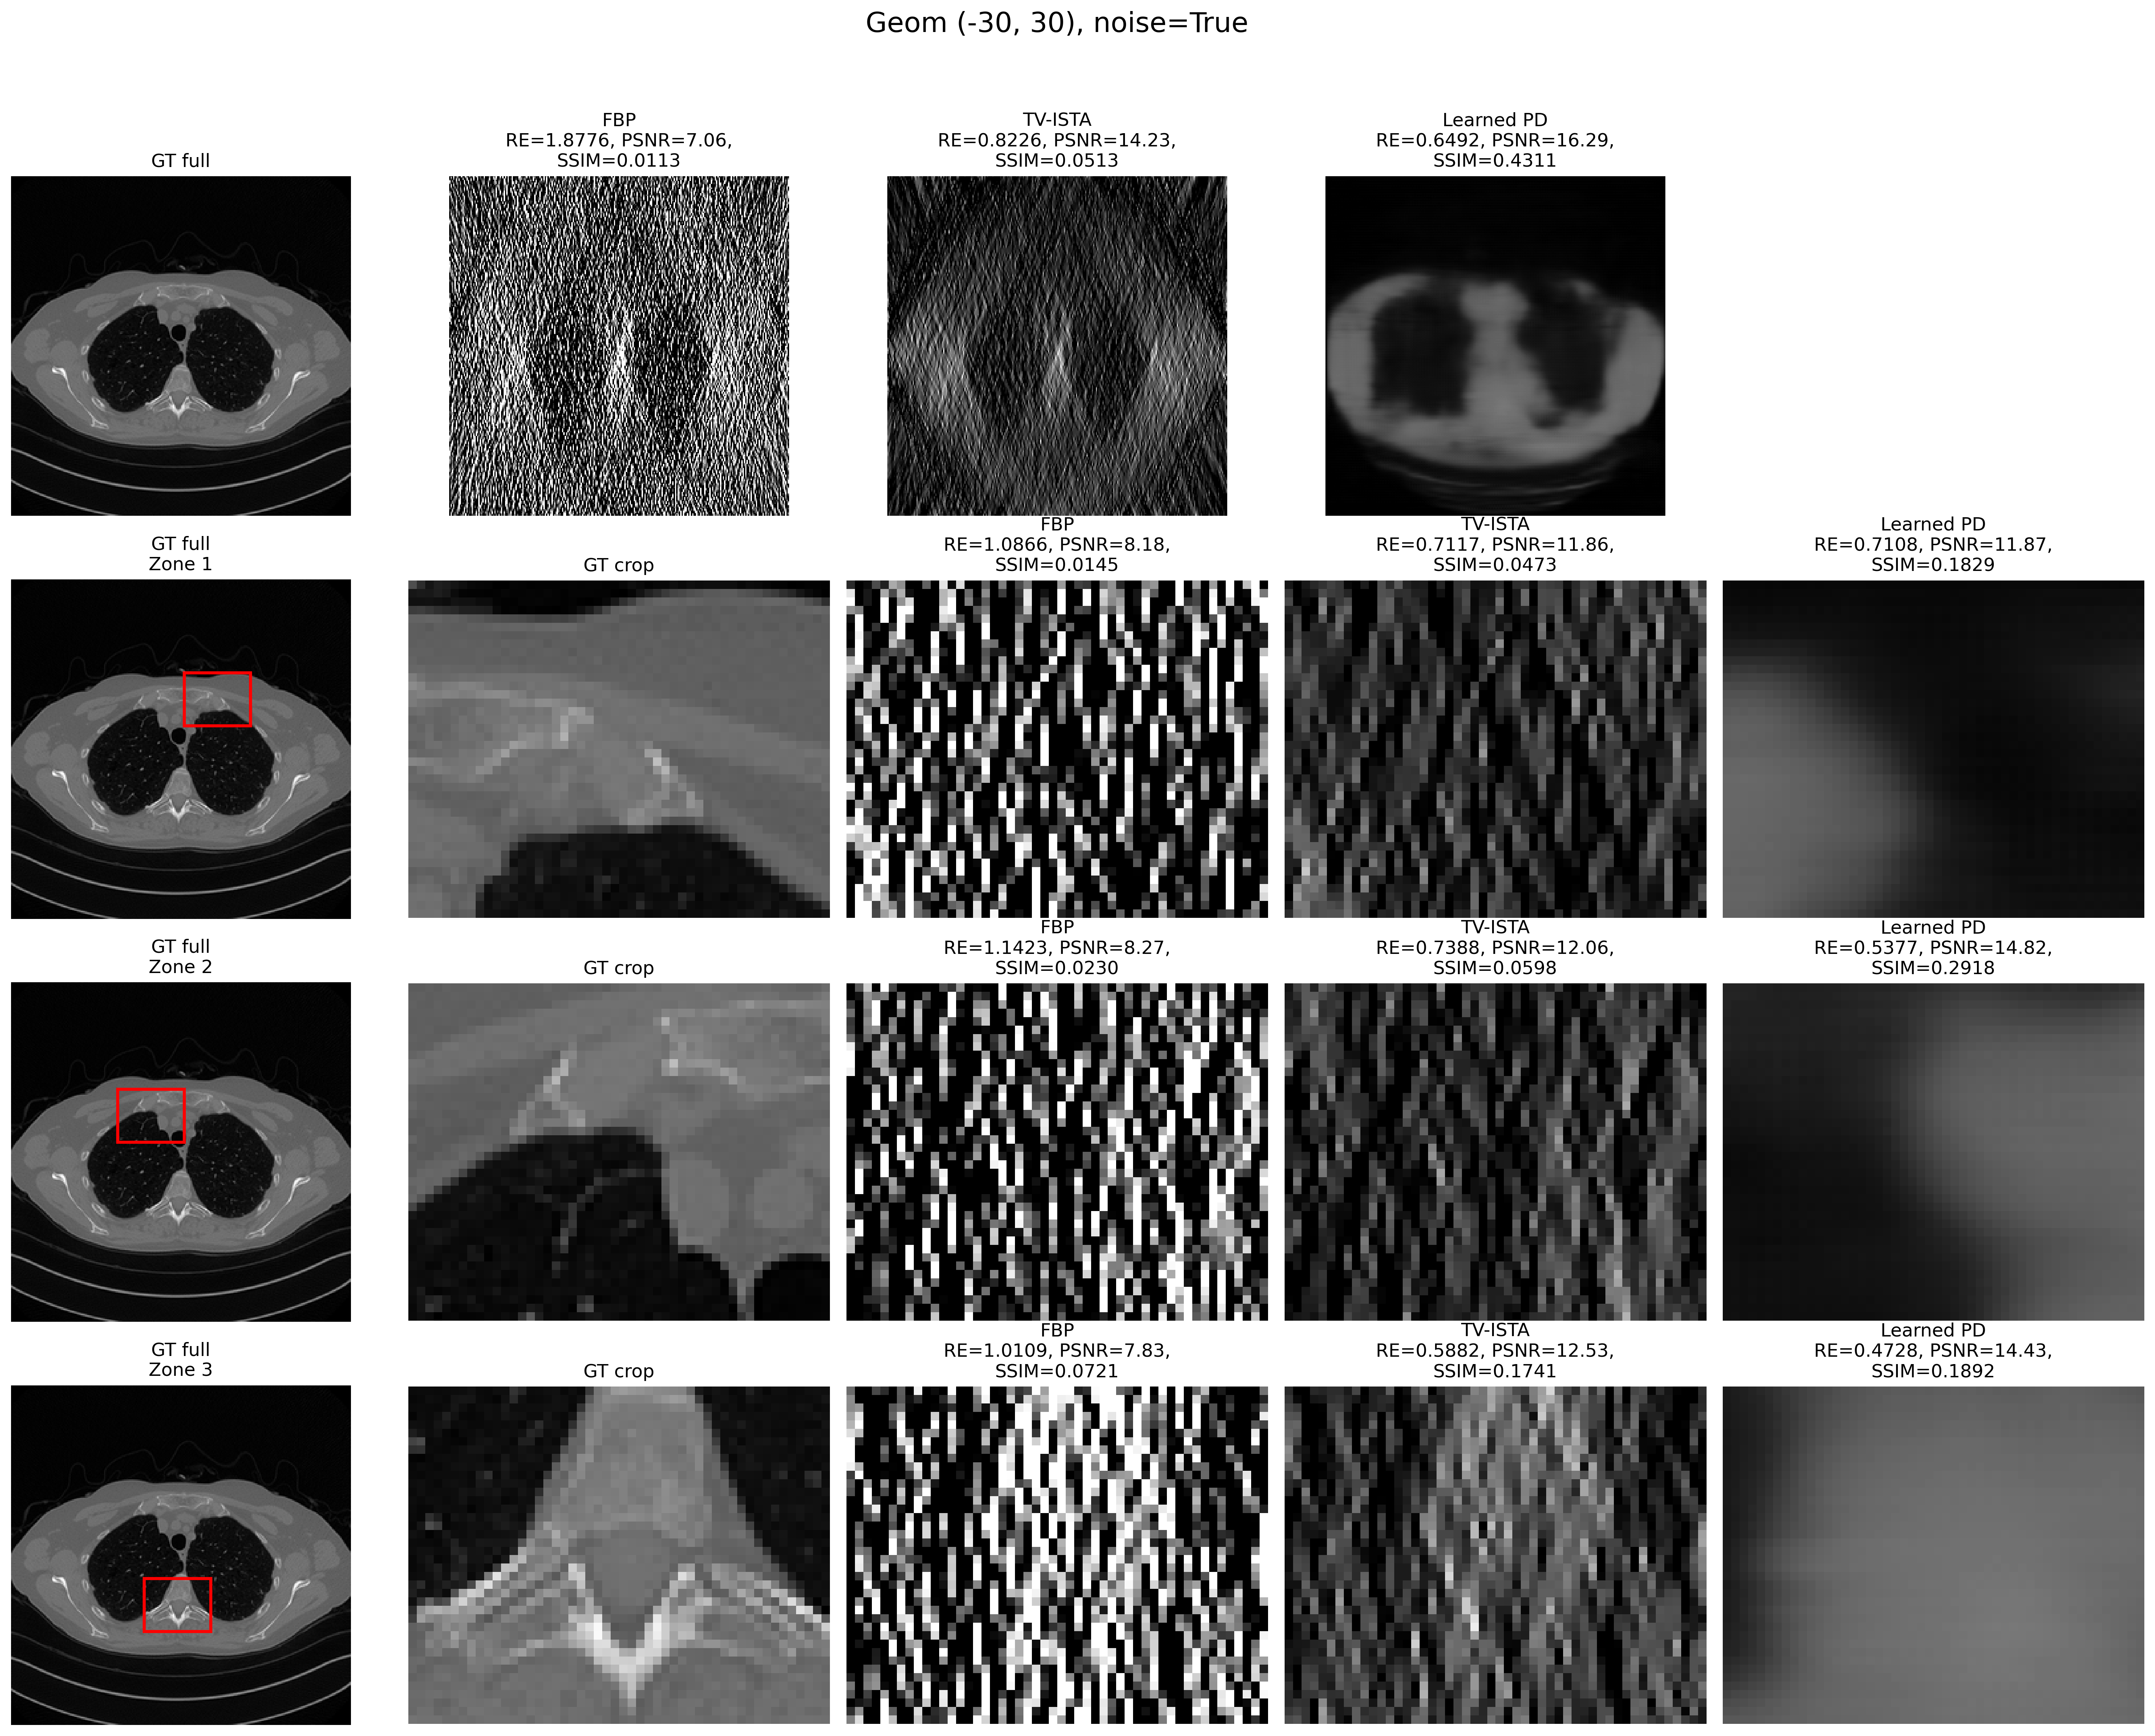 Geom (-30, 30), noise=True
GT full
FBP
RE=1.8776, PSNR=7.06,
SSIM=0.0113
TV-ISTA
RE=0.8226, PSNR=14.23,
SSIM=0.0513
Learned PD
RE=0.6492, PSNR=16.29,
SSIM=0.4311
GT full
Zone 1
GT crop
FBP
RE=1.0866, PSNR=8.18,
SSIM=0.0145
TV-ISTA
RE=0.7117, PSNR=11.86,
SSIM=0.0473
Learned PD
RE=0.7108, PSNR=11.87,
SSIM=0.1829
GT full
Zone 2
GT crop
FBP
RE=1.1423, PSNR=8.27,
SSIM=0.0230
TV-ISTA
RE=0.7388, PSNR=12.06,
SSIM=0.0598
Learned PD
RE=0.5377, PSNR=14.82,
SSIM=0.2918
GT full
Zone 3
GT crop
FBP
RE=1.0109, PSNR=7.83,
SSIM=0.0721
TV-ISTA
RE=0.5882, PSNR=12.53,
SSIM=0.1741
Learned PD
RE=0.4728, PSNR=14.43,
SSIM=0.1892